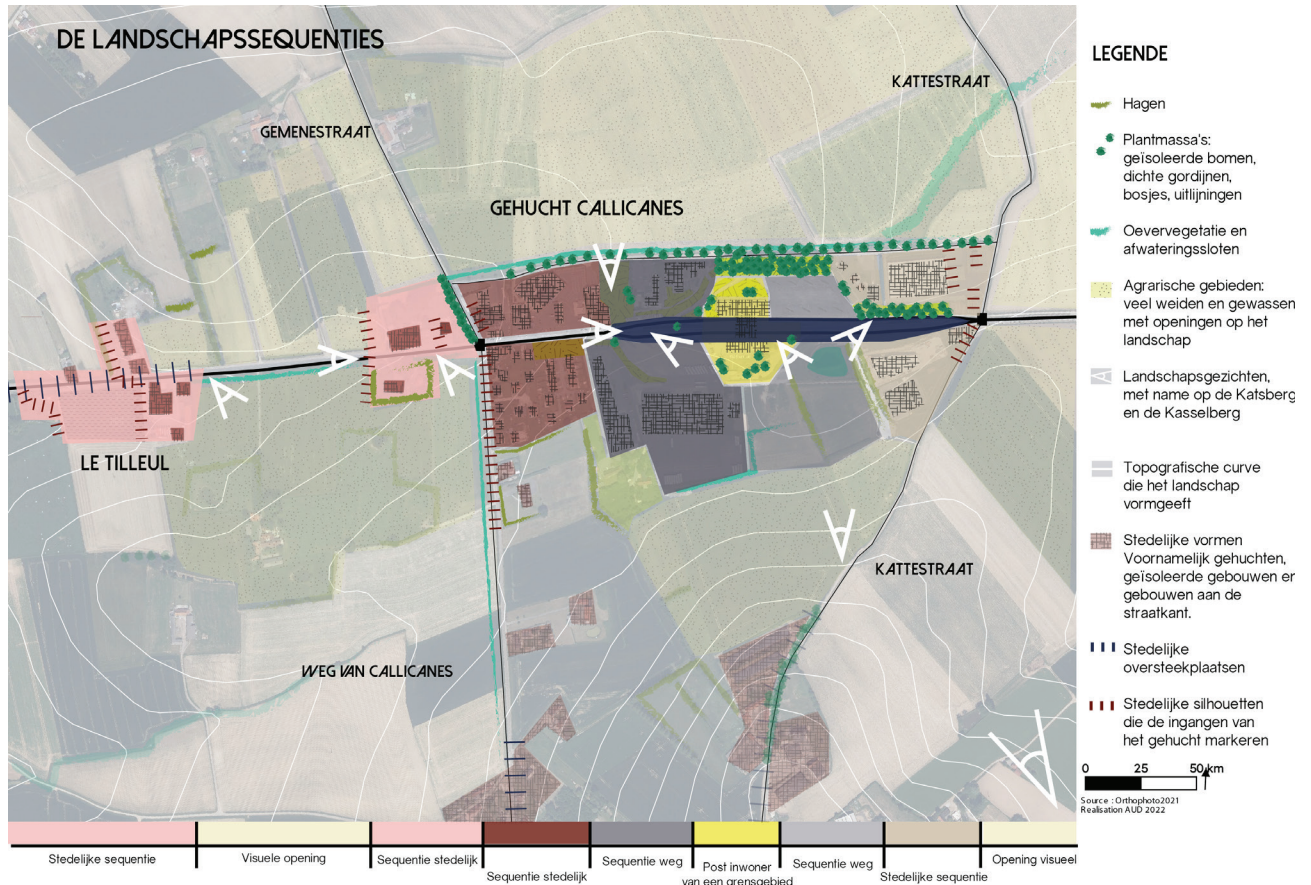 DE LANDSCHAPSSEQUENTIES
KATTESTRAAT
GEMENESTRAAT
GEHUCHT CALLICANES
LE TILLEUL
KATTESTRAAT
WEG VAN CALLICANES
LEGENDE
Hagen
Plantmassa's:
geïsoleerde bomen,
dichte gordijnen,
bosjes, uitlijningen
Oevervegetatie en
afwateringssloten
Agrarische gebieden:
veel weiden en gewassen
met openingen op het
landschap
Landschapsgezichten,
met name op de Katsberg
en de Kasselberg
Topografische curve
die het landschap
vormgeeft
Stedelijke vormen
Voornamelijk gehuchten,
geïsoleerde gebouwen er
gebouwen aan de
straatkant.
Stedelijke
oversteekplaatsen
Stedelijke silhouetten
die de ingangen van
het gehucht markeren
0 25 50 km
Source : Orthophoto2021
Realisation AUD 2022
Stedelijke sequentie
Visuele opening
Sequentie stedelijk
Sequentie stedelijk
Sequentie weg
Post inwoner
van een grensgebied
Sequentie weg
Stedelijke sequentie
Opening visueel